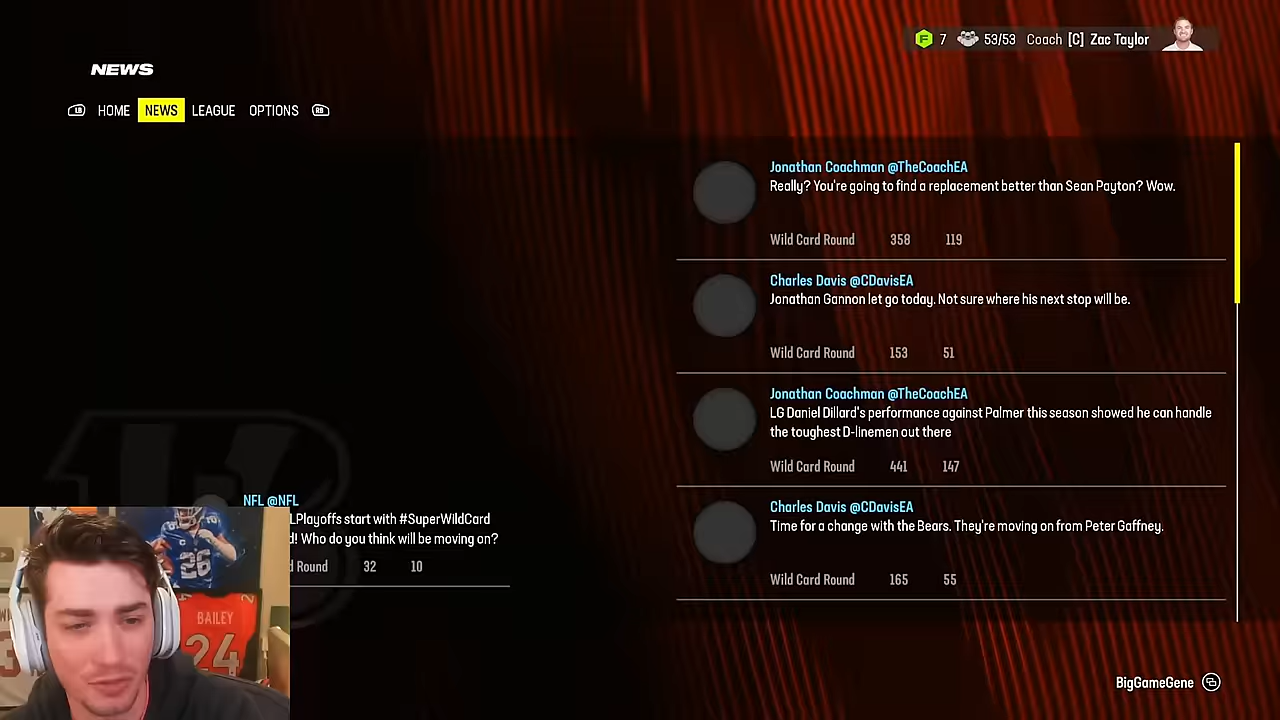 7 53/53 Coach [C] Zac Taylor
NEWS
LB HOME NEWS LEAGUE OPTIONS RB
Jonathan Coachman @TheCoachEA
Really? You're going to find a replacement better than Sean Payton? Wow.
Wild Card Round 358 119
Charles Davis @CDavisEA
Jonathan Gannon let go today. Not sure where his next stop will be.
Wild Card Round 153 51
Jonathan Coachman @TheCoachEA
LG Daniel Dillard's performance against Palmer this season showed he can handle
the toughest D-linemen out there
Wild Card Round 441 147
Charles Davis @CDavisEA
Time for a change with the Bears. They're moving on from Peter Gaffney.
Wild Card Round 165 55
NFL @NFL
LPlayoffs start with #SuperWildCard
d! Who do you think will be moving on?
d Round 32 10
26
BAILEY
24
BigGameGene